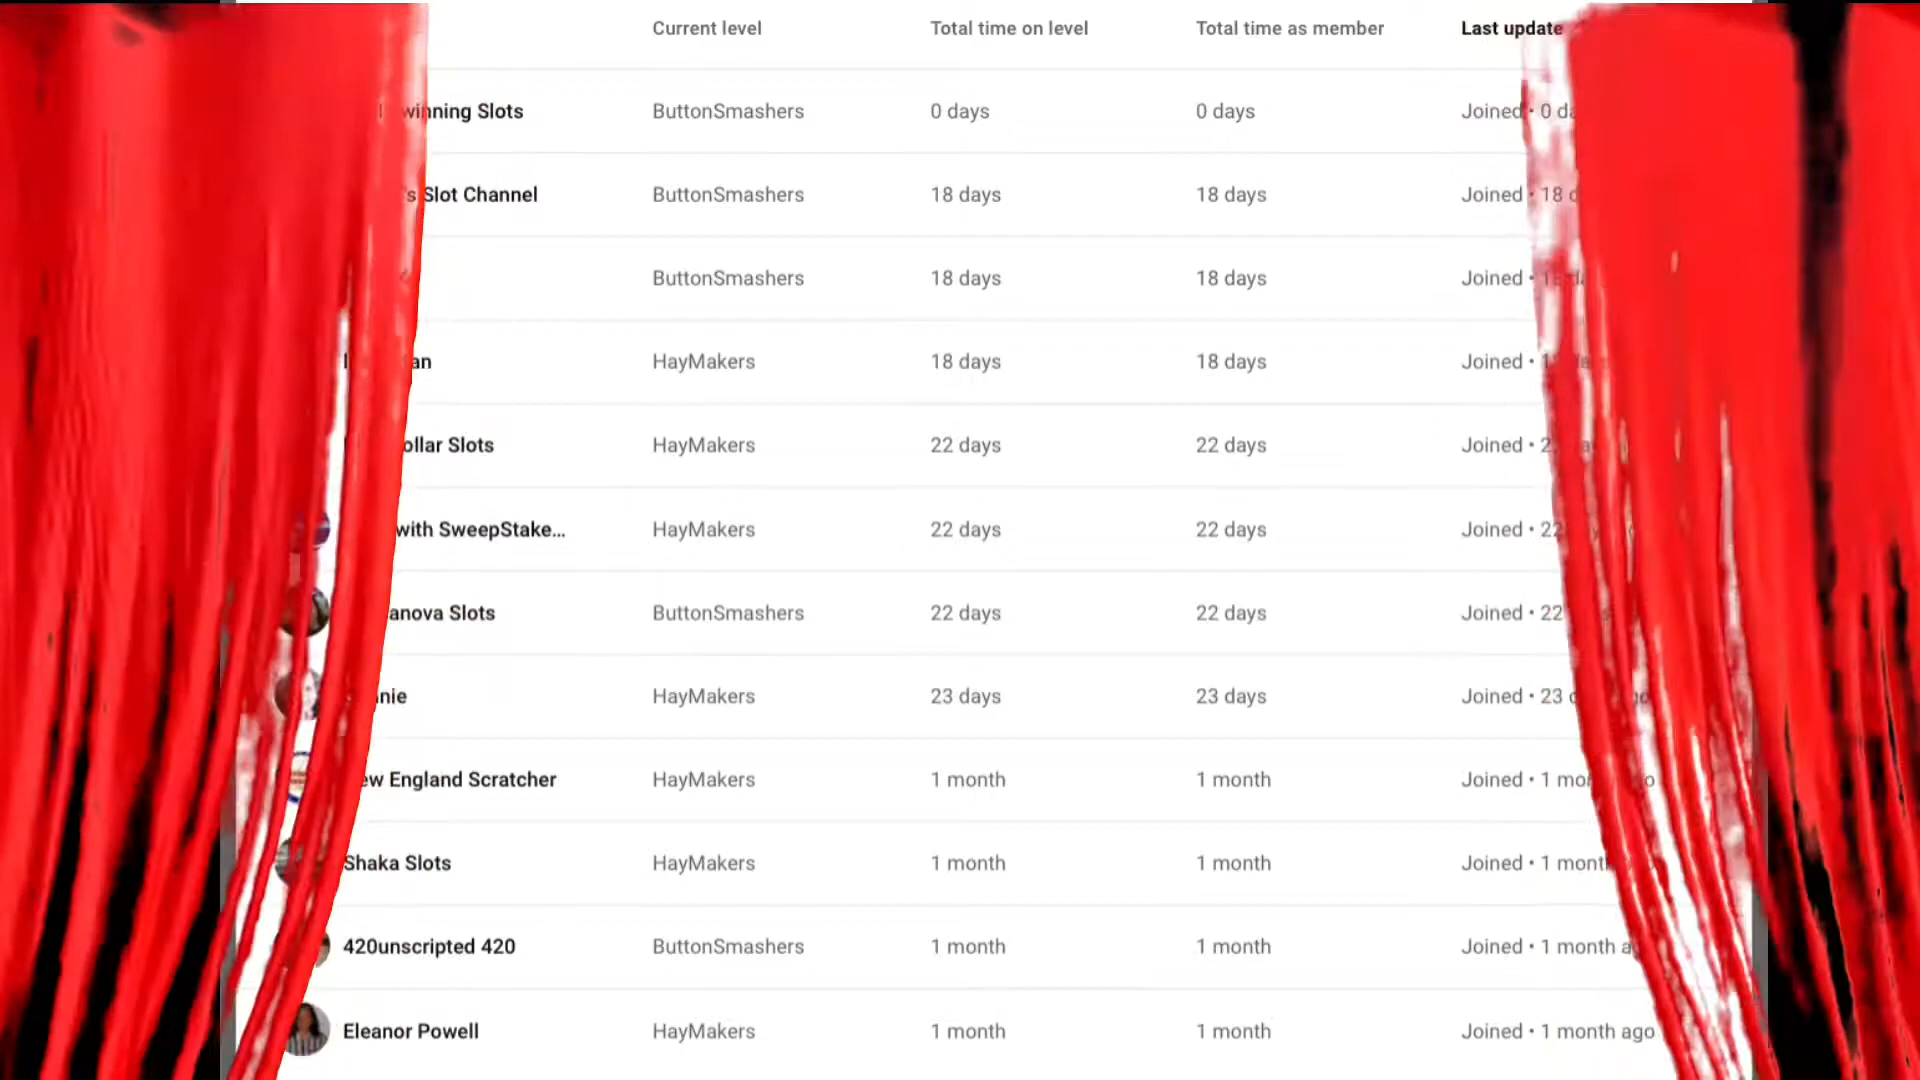 Current level Total time on level Total time as member Last update
winning Slots ButtonSmashers 0 days 0 days Joined • 0
Slot Channel ButtonSmashers 18 days 18 days Joined • 18
ButtonSmashers 18 days 18 days Joined •
HayMakers 18 days 18 days Joined •
Slots HayMakers 22 days 22 days Joined •
with SweepStake... HayMakers 22 days 22 days Joined • 22
Slots ButtonSmashers 22 days 22 days Joined • 22
HayMakers 23 days 23 days Joined • 23
England Scratcher HayMakers 1 month 1 month Joined • 1
Shaka Slots HayMakers 1 month 1 month Joined • 1 month
420unscripted 420 ButtonSmashers 1 month 1 month Joined • 1 month
Eleanor Powell HayMakers 1 month 1 month Joined • 1 month ago